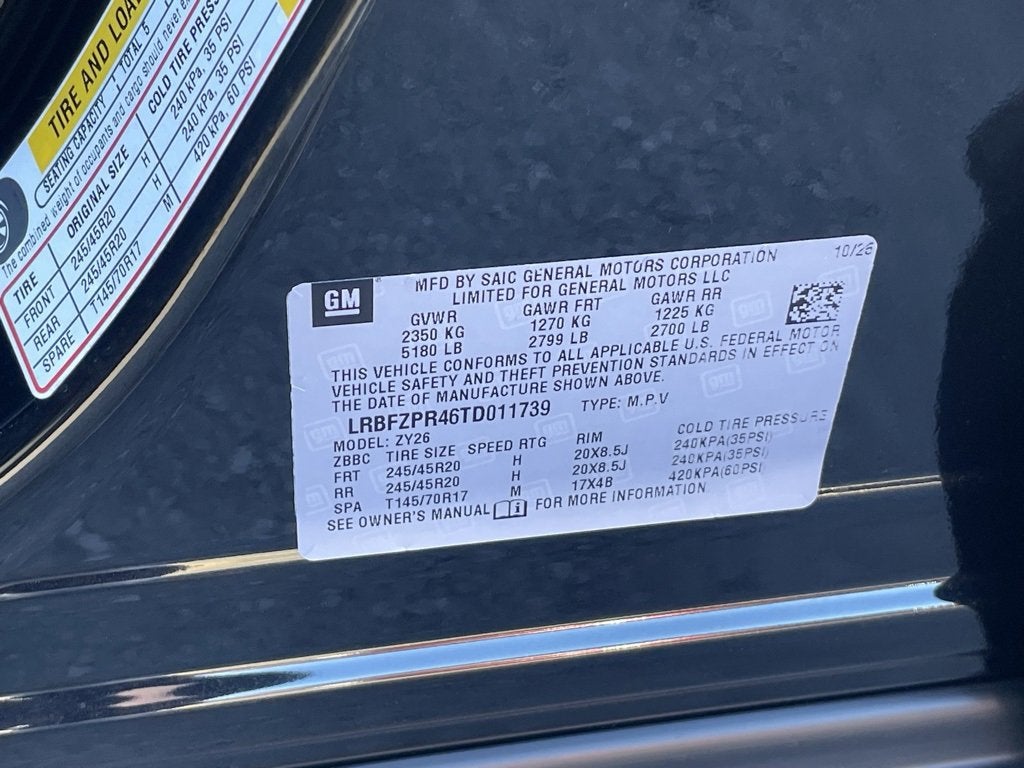 TIRE AND LOA
SEATING CAPACITY TOTAL 5
The combined weight of occupants and cargo should never ex
TIRE ORIGINAL SIZE COLD TIRE PRESS
FRONT 245/45R20 H 240 kPa, 35 PSI
REAR 245/45R20 H 240 kPa, 35 PSI
SPARE T145/70R17 M 420 kPa, 60 PSI
GM
MFD BY SAIC GENERAL MOTORS CORPORATION 10/25
LIMITED FOR GENERAL MOTORS LLC
GVWR GAWR FRT GAWR RR
2350 KG 1270 KG 1225 KG
5180 LB 2799 LB 2700 LB
THIS VEHICLE CONFORMS TO ALL APPLICABLE U.S. FEDERAL MOTOR
VEHICLE SAFETY AND THEFT PREVENTION STANDARDS IN EFFECT ON
THE DATE OF MANUFACTURE SHOWN ABOVE.
LRBFZPR46TD011739 TYPE: M.P.V
MODEL: ZY26
ZBBC TIRE SIZE SPEED RTG RIM COLD TIRE PRESSURE
FRT 245/45R20 H 20X8.5J 240KPA(35PSI)
RR 245/45R20 H 20X8.5J 240KPA(35PSI)
SPA T145/70R17 M 17X4B 420KPA(60PSI)
SEE OWNER'S MANUAL FOR MORE INFORMATION